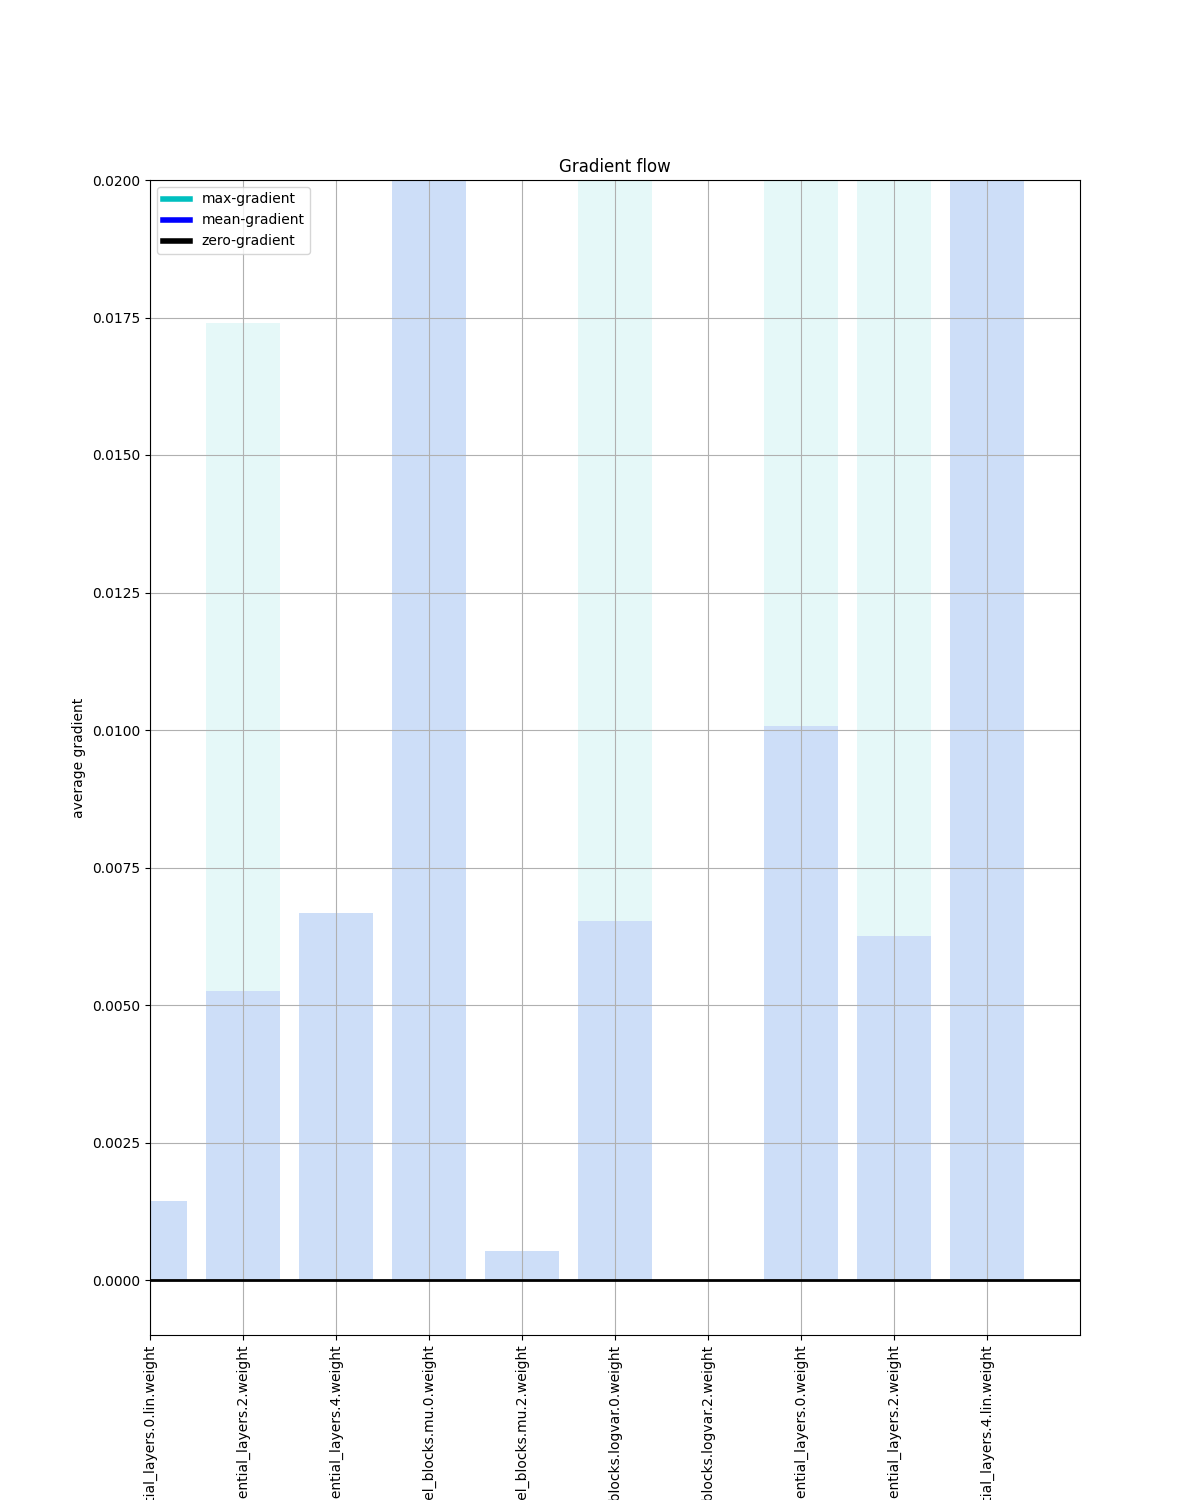 Gradient flow
max-gradient
mean-gradient
zero-gradient
0.0200
0.0175
0.0150
0.0125
0.0100
0.0075
0.0050
0.0025
0.0000
average gradient
tial_layers.0.lin.weight
ential_layers.2.weight
ential_layers.4.weight
el_blocks.mu.0.weight
el_blocks.mu.2.weight
blocks.logvar.0.weight
blocks.logvar.2.weight
ential_layers.0.weight
ential_layers.2.weight
tial_layers.4.lin.weight